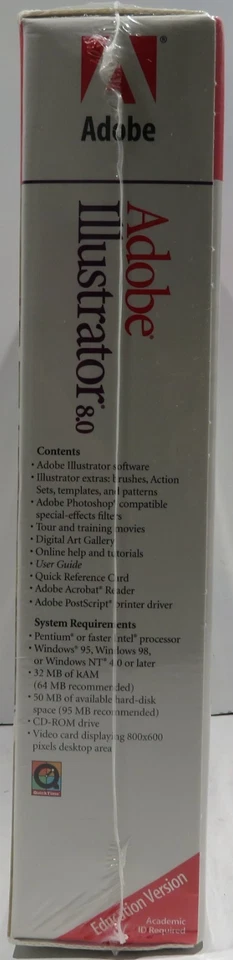 Adobe
Adobe®
Illustrator® 8.0
Contents
• Adobe Illustrator software
• Illustrator extras: brushes, Action
Sets, templates, and patterns
• Adobe Photoshop® compatible
special-effects filters
• Tour and training movies
• Digital Art Gallery
• Online help and tutorials
• User Guide
• Quick Reference Card
• Adobe Acrobat® Reader
• Adobe PostScript® printer driver
System Requirements
• Pentium® or faster Intel® processor
• Windows® 95, Windows 98,
or Windows NT® 4.0 or later
• 32 MB of RAM
(64 MB recommended)
• 50 MB of available hard-disk
space (95 MB recommended)
• CD-ROM drive
• Video card displaying 800x600
pixels desktop area
QuickTime
Education Version
Academic
ID Required